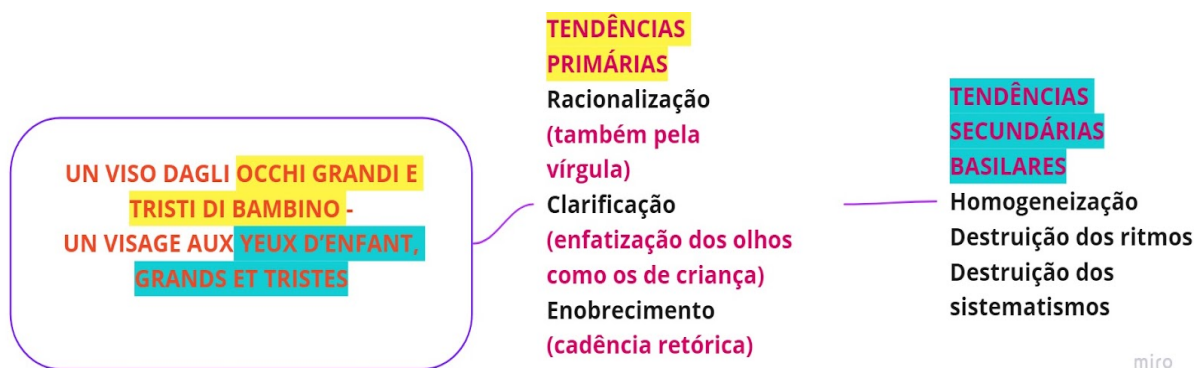 UN VISO DAGLI OCCHI GRANDI E
TRISTI DI BAMBINO -
UN VISAGE AUX YEUX D'ENFANT,
GRANDS ET TRISTES
TENDÊNCIAS
PRIMÁRIAS
Racionalização
(também pela
vírgula)
Clarificação
(enfatização dos olhos
como os de criança)
Enobrecimento
(cadência retórica)
TENDÊNCIAS
SECUNDÁRIAS
BASILARES
Homogeneização
Destruição dos ritmos
Destruição dos
sistematismos
miro